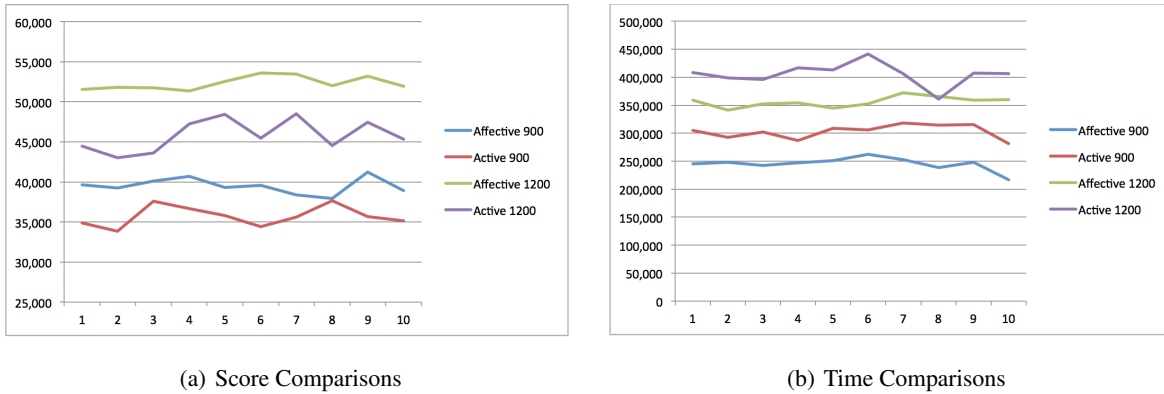 60,000
55,000
50,000
45,000
40,000
35,000
30,000
25,000
1 2 3 4 5 6 7 8 9 10
Affective 900
Active 900
Affective 1200
Active 1200
(a) Score Comparisons
500,000
450,000
400,000
350,000
300,000
250,000
200,000
150,000
100,000
50,000
0
1 2 3 4 5 6 7 8 9 10
Affective 900
Active 900
Affective 1200
Active 1200
(b) Time Comparisons